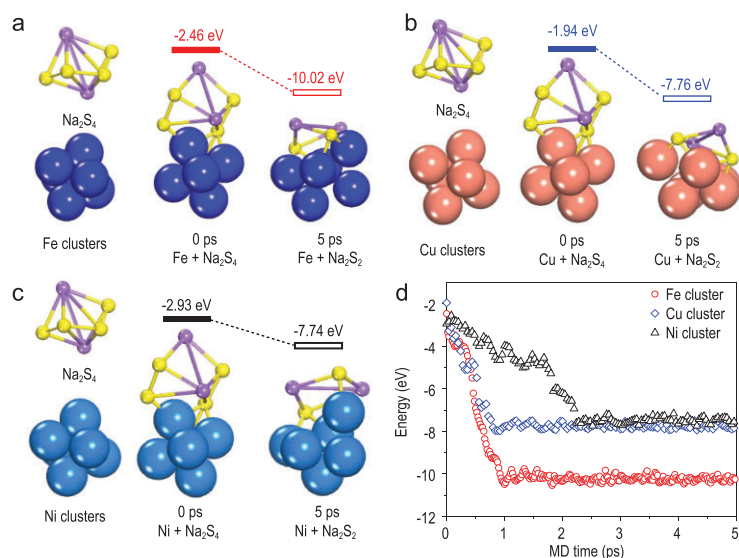 a
-2.46 eV
-10.02 eV
Na₂S₄
Fe clusters
0 ps
Fe + Na₂S₄
5 ps
Fe + Na₂S₂
b
-1.94 eV
-7.76 eV
Na₂S₄
Cu clusters
0 ps
Cu + Na₂S₄
5 ps
Cu + Na₂S₂
c
-2.93 eV
-7.74 eV
Na₂S₄
Ni clusters
0 ps
Ni + Na₂S₄
5 ps
Ni + Na₂S₂
d
Fe cluster
Cu cluster
Ni cluster
Energy (eV)
-2
-4
-6
-8
-10
-12
0 1 2 3 4 5
MD time (ps)